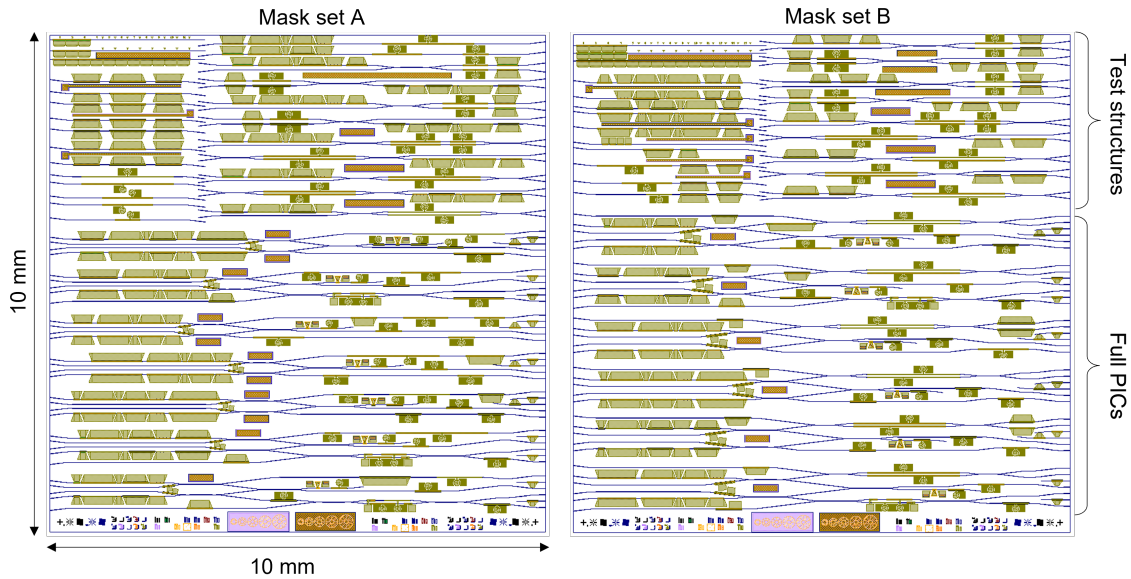 Mask set A
Mask set B
Test structures
10 mm
Full PICs
10 mm